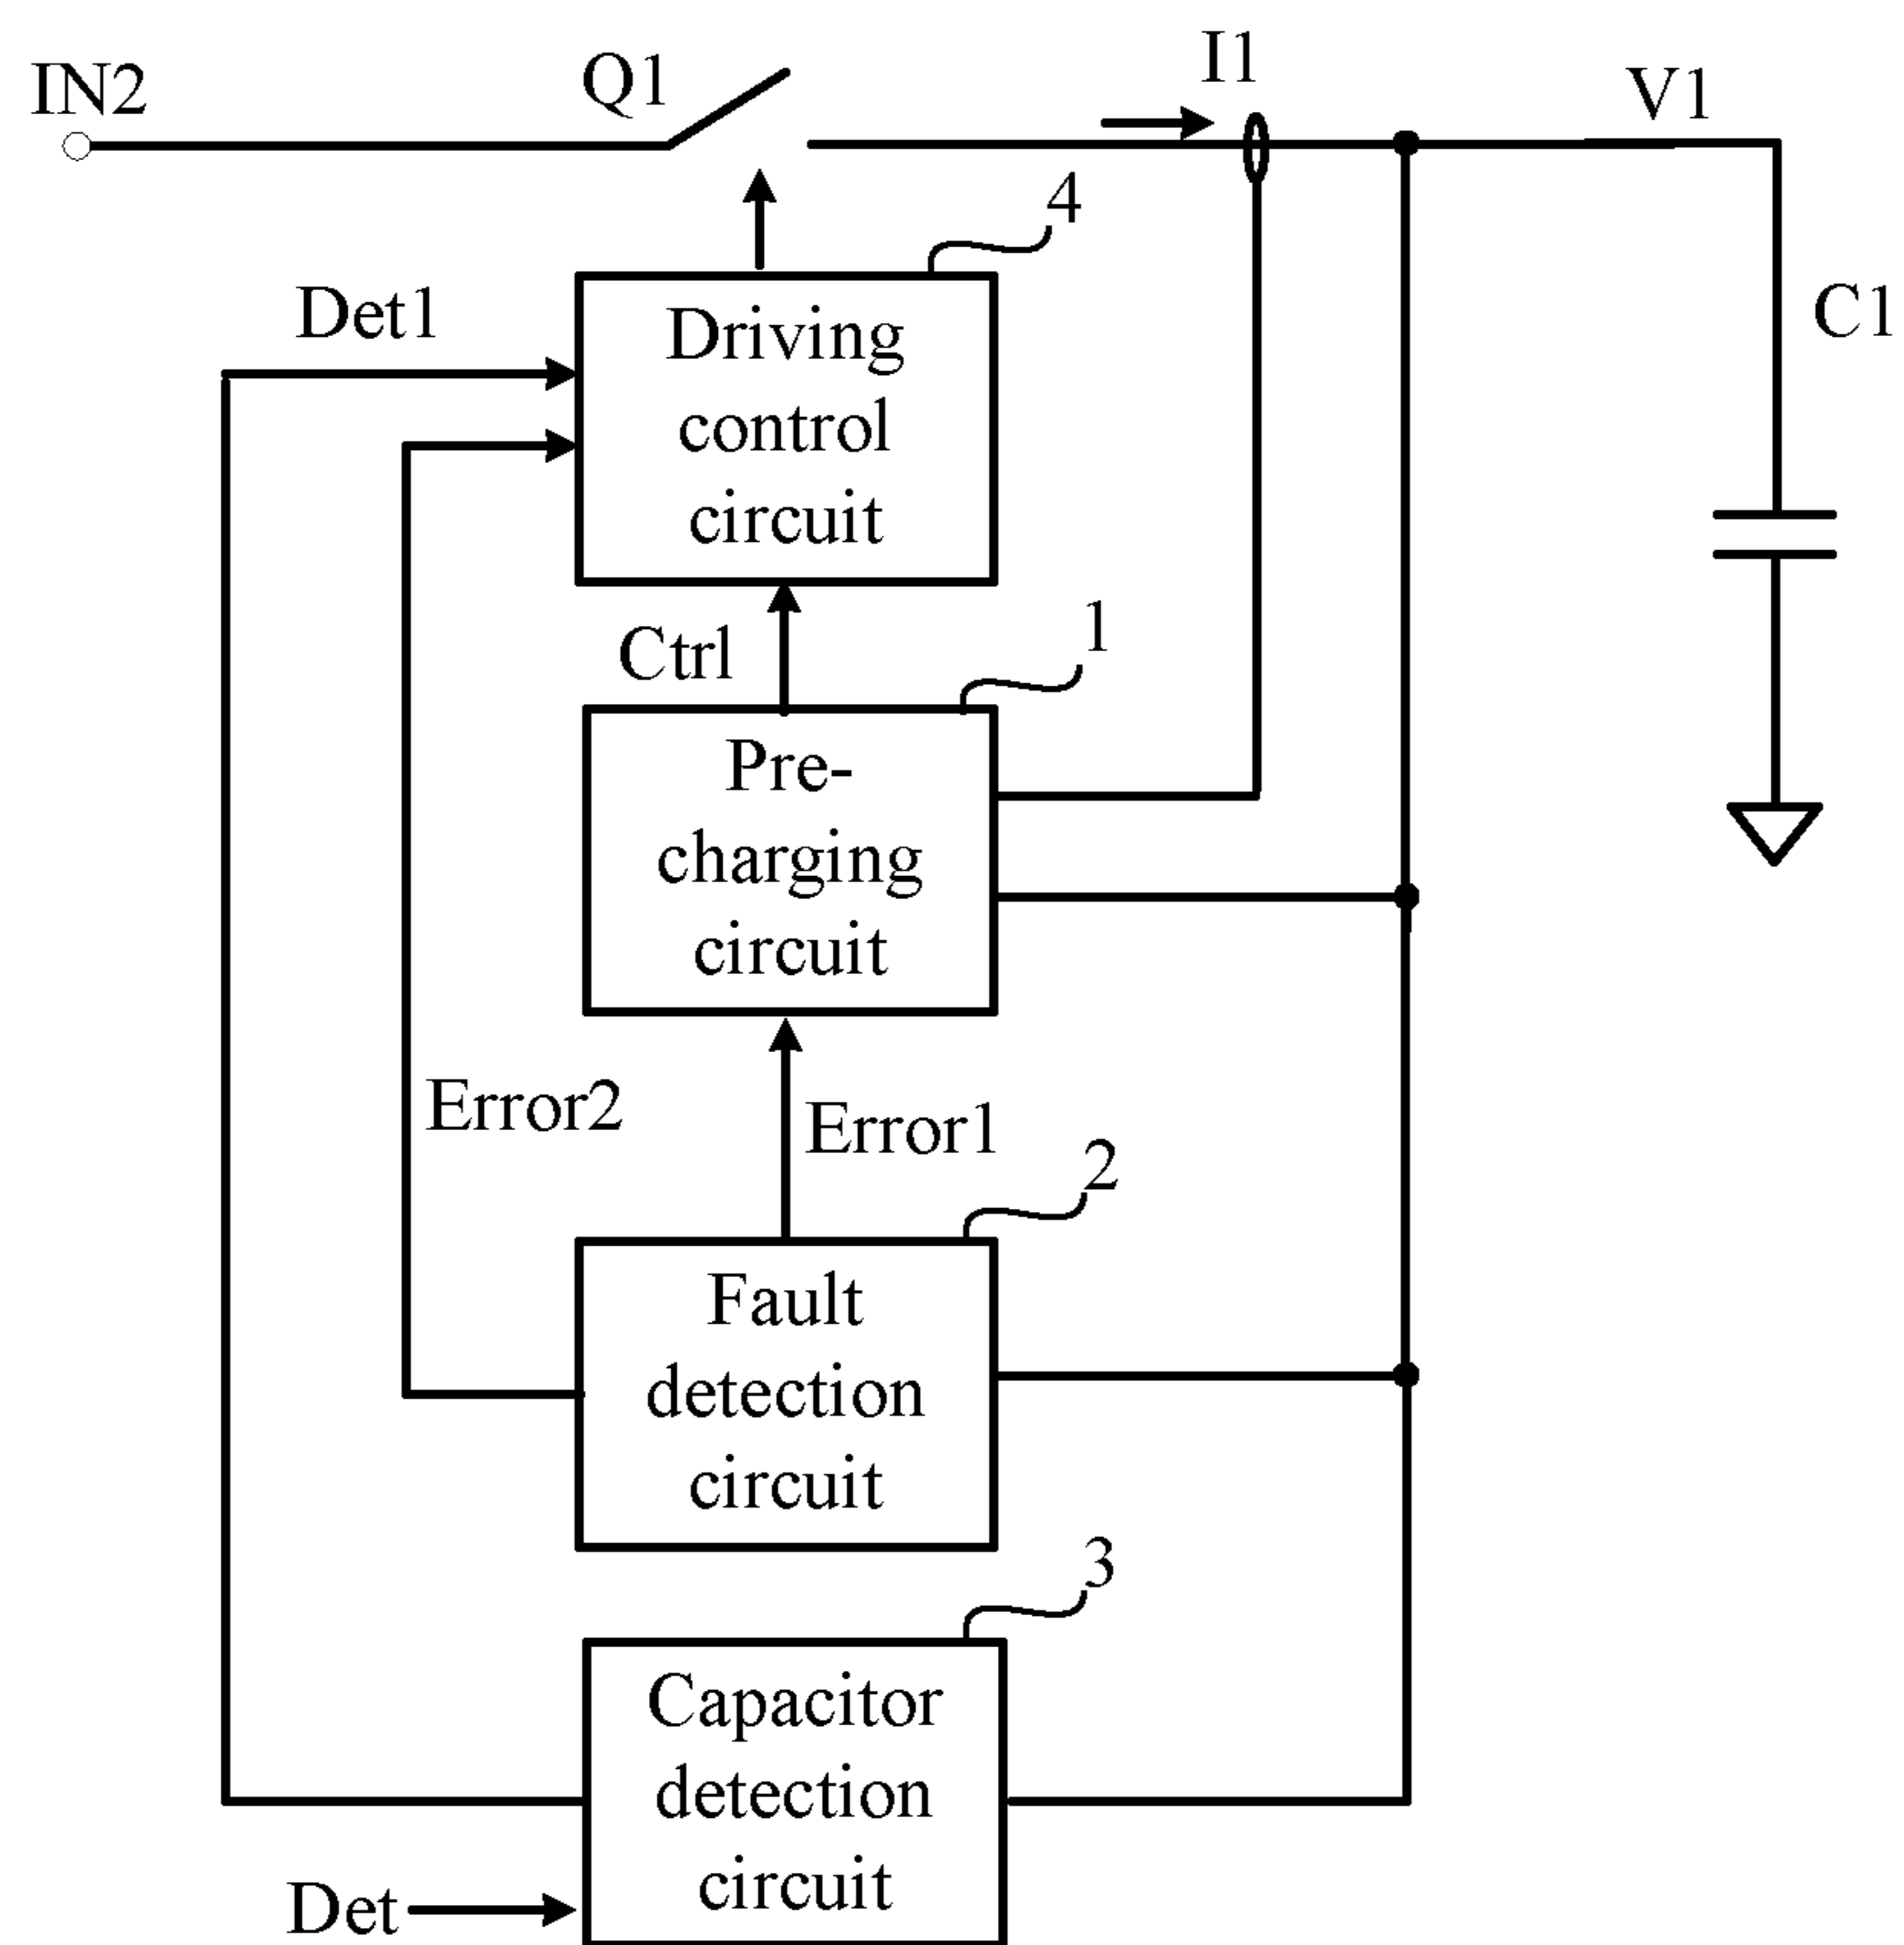 I1
IN2
Q1
V1
4
Det1
C1
Driving
control
circuit
Ctrl
1
Pre-
charging
circuit
Error2
Error1
2
Fault
detection
circuit
3
Capacitor
detection
circuit
Det